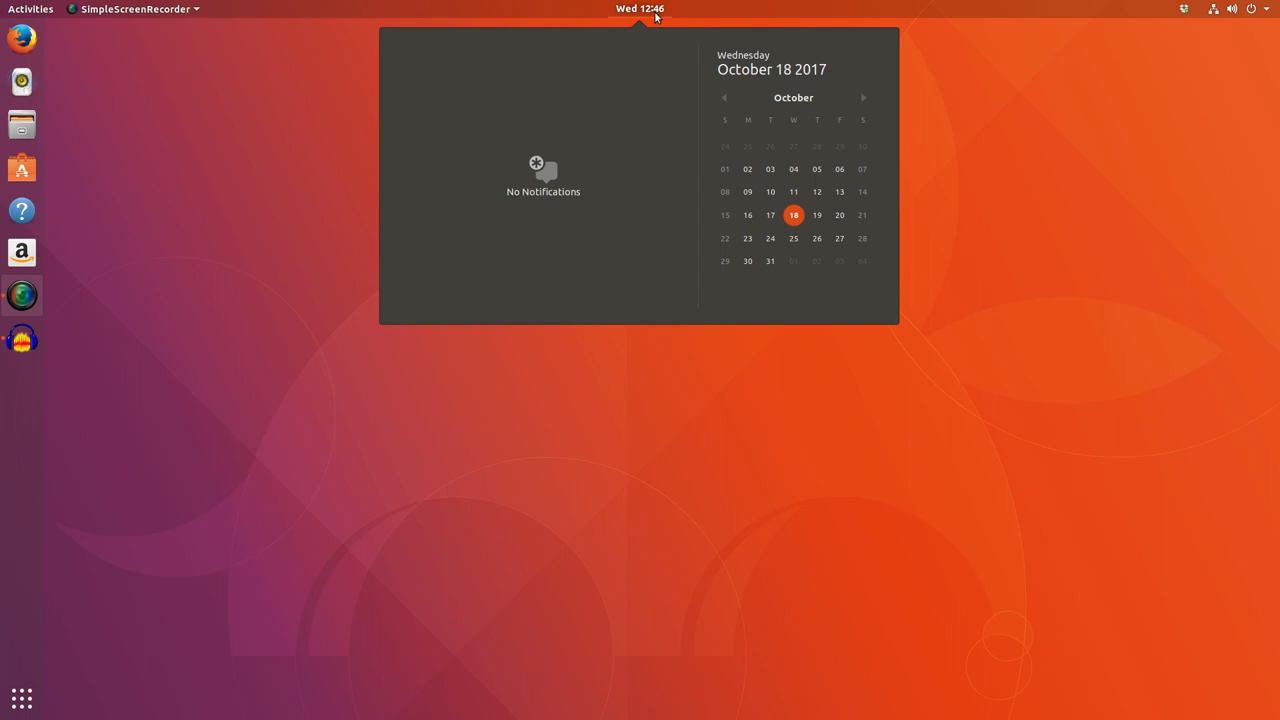 Activities SimpleScreenRecorder Wed 12:46
Wednesday
October 18 2017
October
S M T W T F S
24 25 26 27 28 29 30
01 02 03 04 05 06 07
08 09 10 11 12 13 14
15 16 17 18 19 20 21
22 23 24 25 26 27 28
29 30 31 01 02 03 04
No Notifications